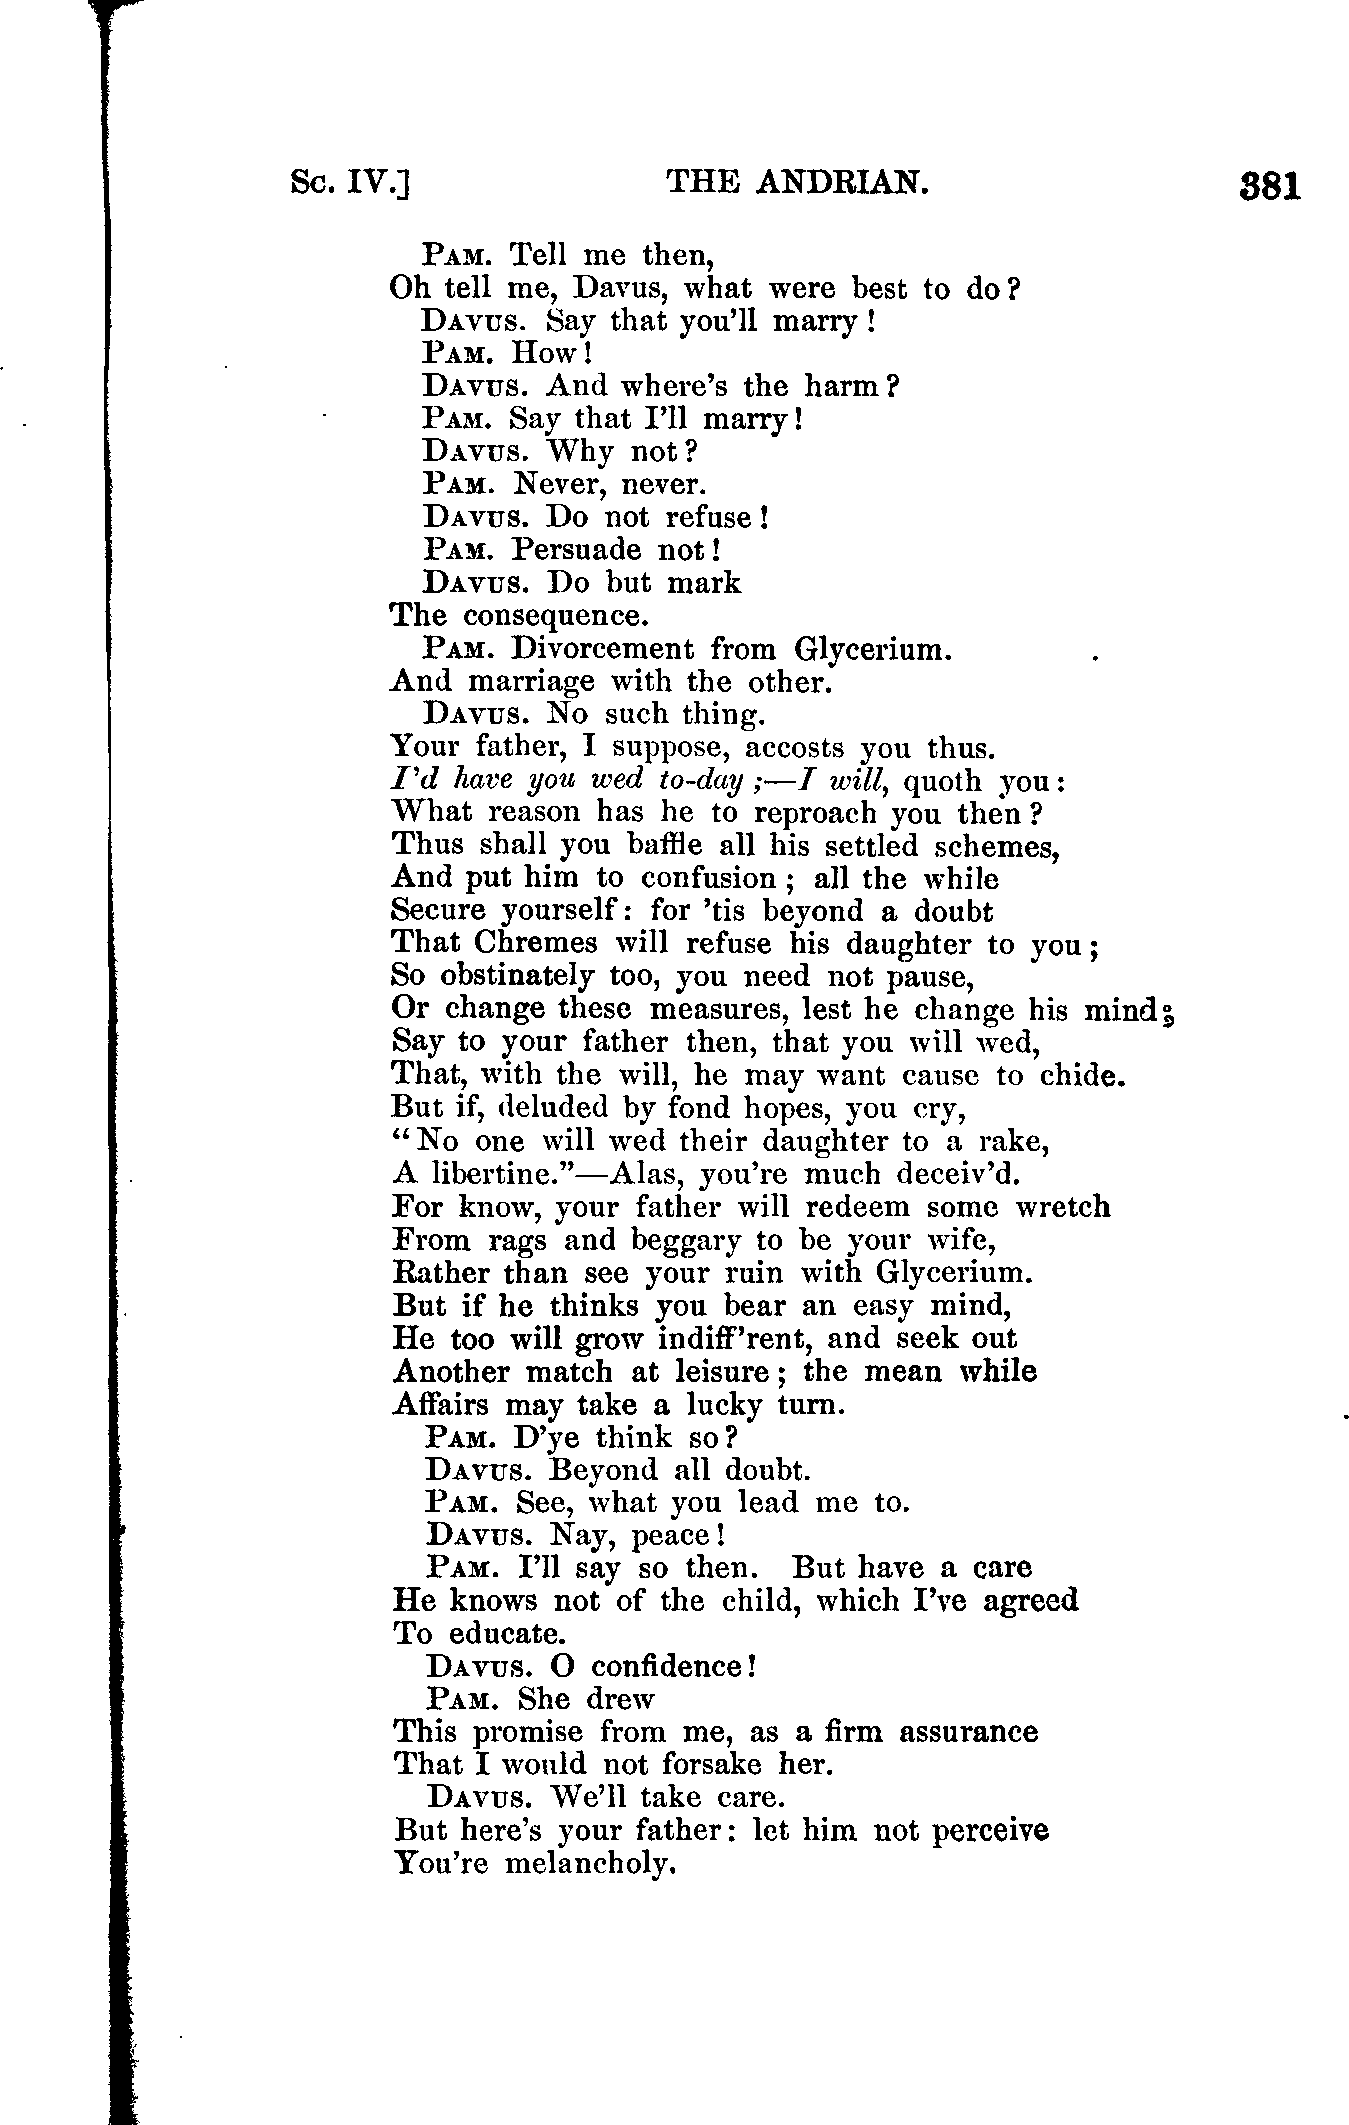 Sc. IV.] THE ANDRIAN. 381
Pam. Tell me then,
Oh tell me, Davus, what were best to do?
Davus. Say that you'll marry!
Pam. How!
Davus. And where's the harm?
Pam. Say that I'll marry!
Davus. Why not?
Pam. Never, never.
Davus. Do not refuse!
Pam. Persuade not!
Davus. Do but mark
The consequence.
Pam. Divorcement from Glycerium.
And marriage with the other.
Davus. No such thing.
Your father, I suppose, accosts you thus.
I'd have you wed to-day;—I will, quoth you:
What reason has he to reproach you then?
Thus shall you baffle all his settled schemes,
And put him to confusion; all the while
Secure yourself: for 'tis beyond a doubt
That Chremes will refuse his daughter to you;
So obstinately too, you need not pause,
Or change these measures, lest he change his mind;
Say to your father then, that you will wed,
That, with the will, he may want cause to chide.
But if, deluded by fond hopes, you cry,
"No one will wed their daughter to a rake,
A libertine."—Alas, you're much deceiv'd.
For know, your father will redeem some wretch
From rags and beggary to be your wife,
Rather than see your ruin with Glycerium.
But if he thinks you bear an easy mind,
He too will grow indiff'rent, and seek out
Another match at leisure; the mean while
Affairs may take a lucky turn.
Pam. D'ye think so?
Davus. Beyond all doubt.
Pam. See, what you lead me to.
Davus. Nay, peace!
Pam. I'll say so then. But have a care
He knows not of the child, which I've agreed
To educate.
Davus. O confidence!
Pam. She drew
This promise from me, as a firm assurance
That I would not forsake her.
Davus. We'll take care.
But here's your father: let him not perceive
You're melancholy.